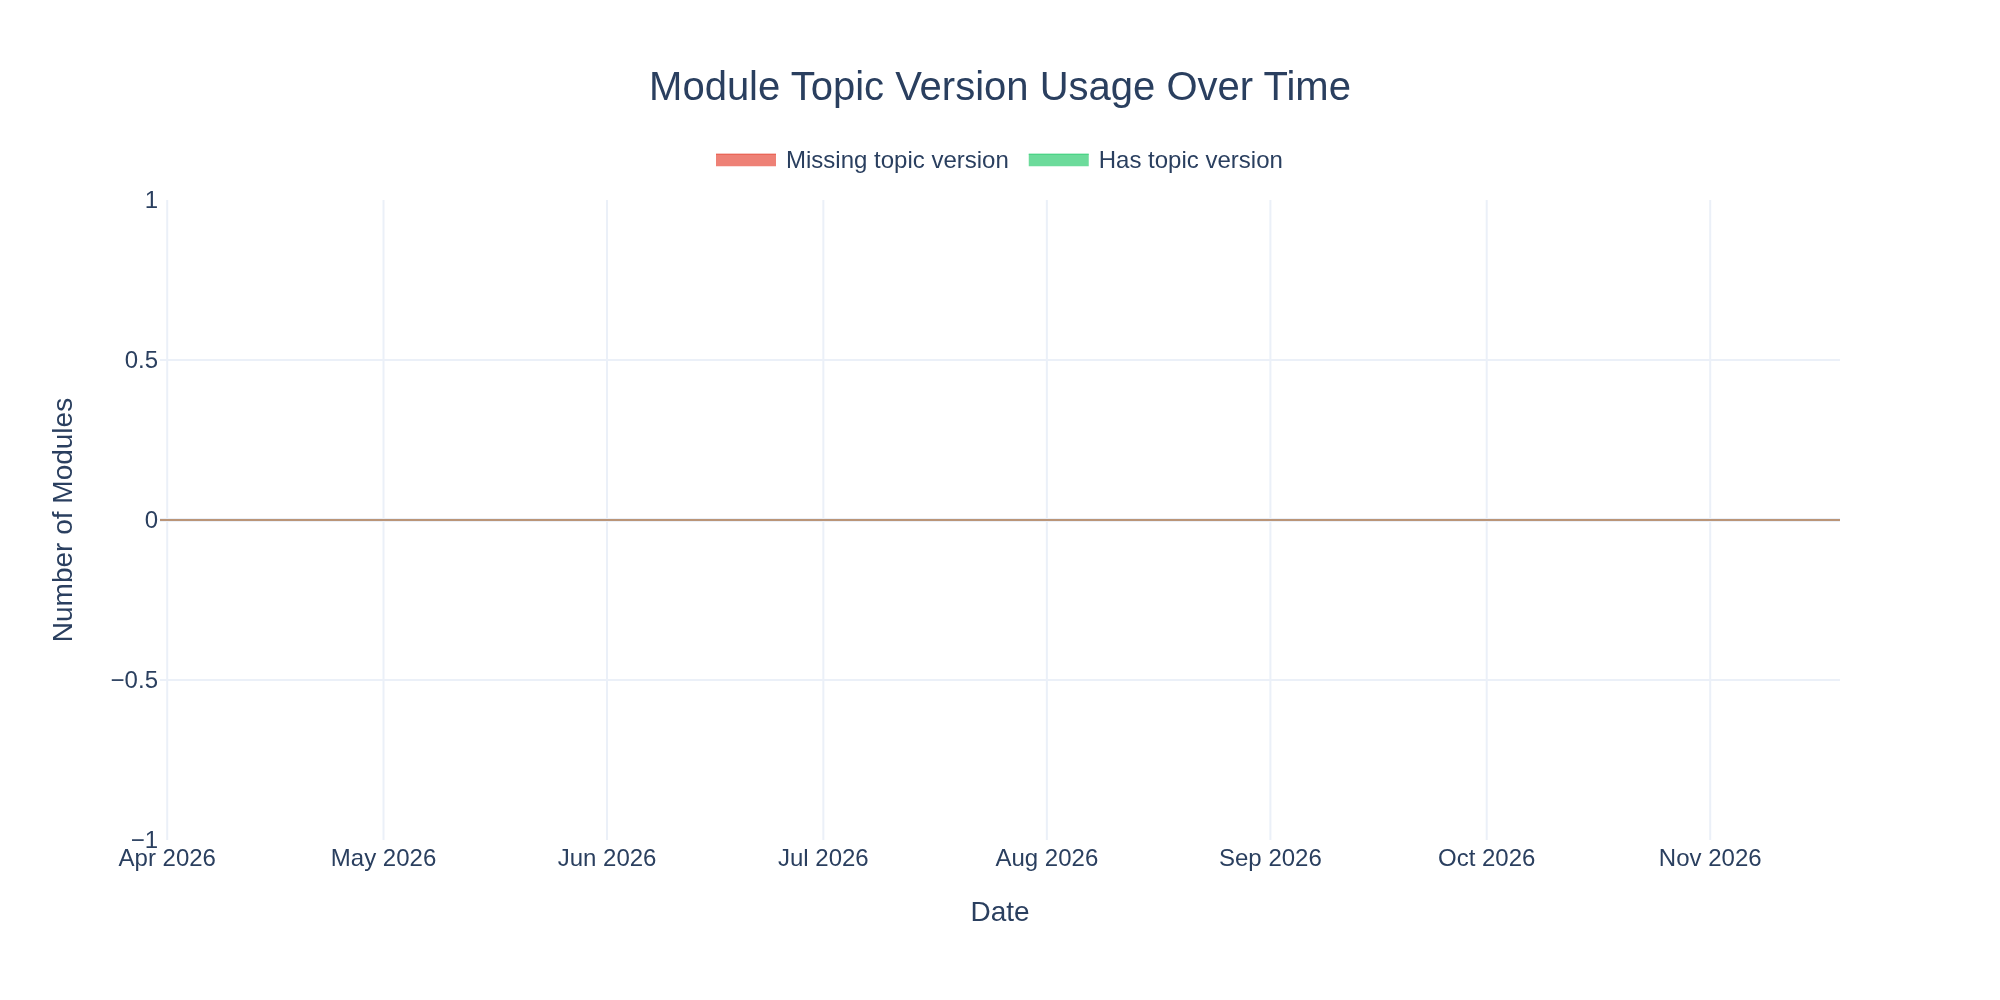 Module Topic Version Usage Over Time
Missing topic version Has topic version
1
0.5
0
−0.5
−1
Number of Modules
Apr 2026 May 2026 Jun 2026 Jul 2026 Aug 2026 Sep 2026 Oct 2026 Nov 2026
Date